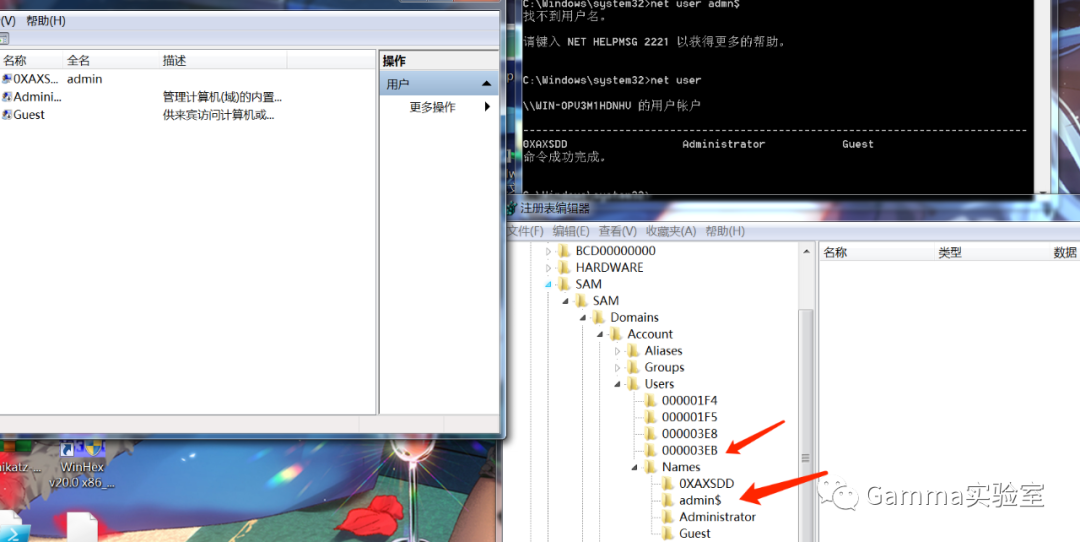 (V) 帮助(H)
名称 全名 描述
0XAXS... admin
Admini... 管理计算机(域)的内置...
Guest 供来宾访问计算机或...
操作
用户
更多操作
C:\Windows\system32>net user admn$
找不到用户名。
请键入 NET HELPMSG 2221 以获得更多的帮助。
C:\Windows\system32>net user
\\WIN-OPV3M1HDNHV 的用户帐户
-------------------------------------------------------------------------------
0XAXSDD Administrator Guest
命令成功完成。
C:\Windows\system32>
注册表编辑器
文件(F) 编辑(E) 查看(V) 收藏夹(A) 帮助(H)
BCD00000000
HARDWARE
SAM
SAM
Domains
Account
Aliases
Groups
Users
000001F4
000001F5
000003E8
000003EB
Names
0XAXSDD
admin$
Administrator
Guest
名称 类型 数据
ikatz-...
WinHex
v20.0 x86_...
Gamma实验室